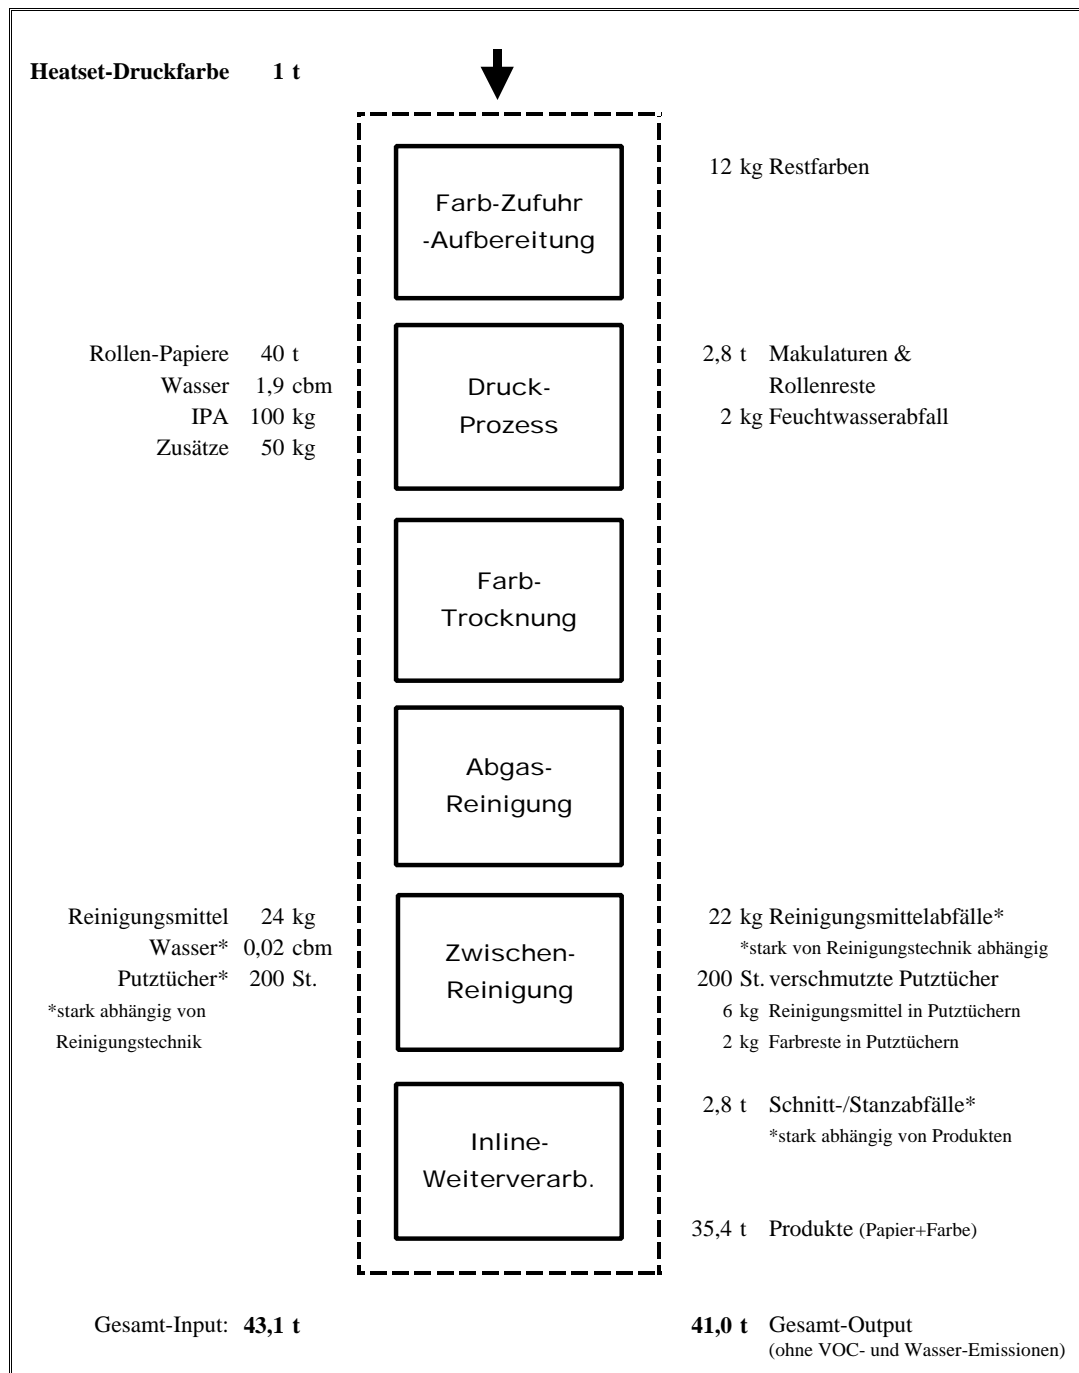 Heatset-Druckfarbe 1 t
Farb-Zufuhr
-Aufbereitung
12 kg Restfarben
Rollen-Papiere 40 t
Wasser 1,9 cbm
IPA 100 kg
Zusätze 50 kg
Druck-
Prozess
2,8 t Makulaturen &
Rollenreste
2 kg Feuchtwasserabfall
Farb-
Trocknung
Abgas-
Reinigung
Reinigungsmittel 24 kg
Wasser* 0,02 cbm
Putztücher* 200 St.
*stark abhängig von
Reinigungstechnik
Zwischen-
Reinigung
22 kg Reinigungsmittelabfälle*
*stark von Reinigungstechnik abhängig
200 St. verschmutzte Putztücher
6 kg Reinigungsmittel in Putztüchern
2 kg Farbreste in Putztüchern
Inline-
Weiterverarb.
2,8 t Schnitt-/Stanzabfälle*
*stark abhängig von Produkten
35,4 t Produkte (Papier+Farbe)
Gesamt-Input: 43,1 t
41,0 t Gesamt-Output
(ohne VOC- und Wasser-Emissionen)